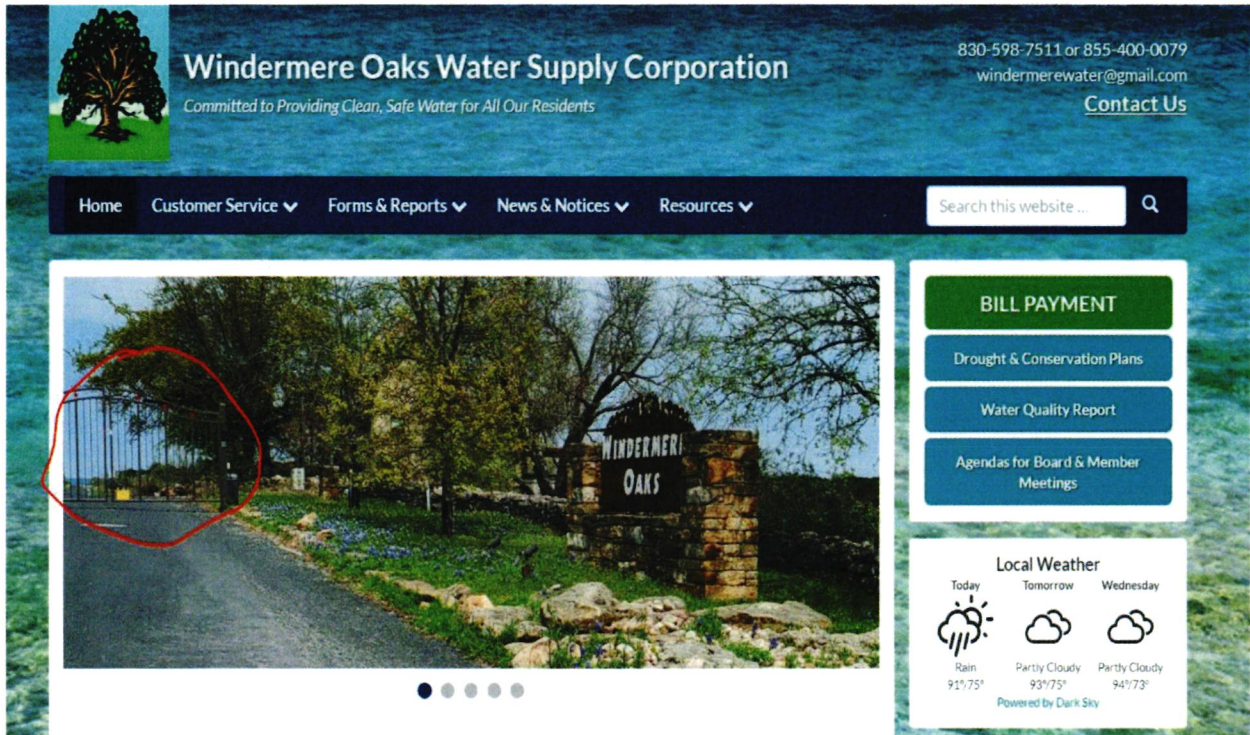 Windermere Oaks Water Supply Corporation
Committed to Providing Clean, Safe Water for All Our Residents
830-598-7511 or 855-400-0079
windermerewater@gmail.com
Contact Us
Home Customer Service Forms & Reports News & Notices Resources
Search this website ...
WINDERMERE
OAKS
BILL PAYMENT
Drought & Conservation Plans
Water Quality Report
Agendas for Board & Member
Meetings
Local Weather
Today Tomorrow Wednesday
Rain Partly Cloudy Partly Cloudy
91°/75° 93°/75° 94°/73°
Powered by Dark Sky